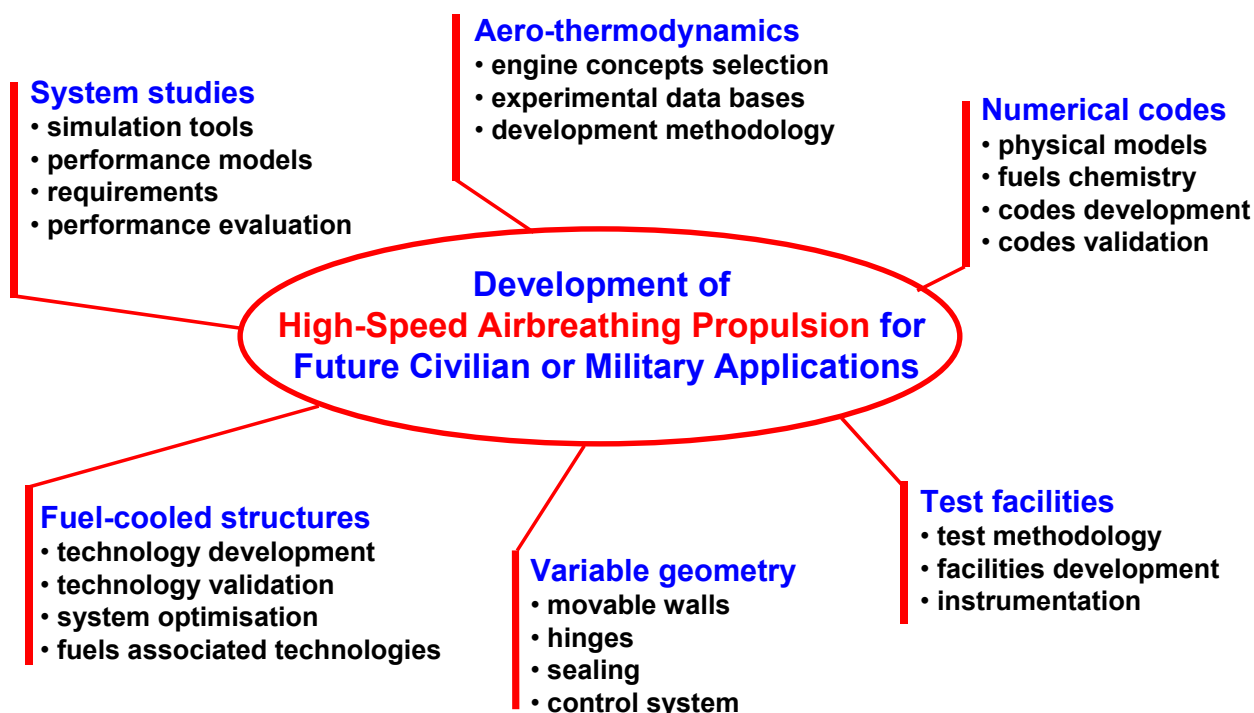 Aero-thermodynamics
• engine concepts selection
• experimental data bases
• development methodology
System studies
• simulation tools
• performance models
• requirements
• performance evaluation
Numerical codes
• physical models
• fuels chemistry
• codes development
• codes validation
Development of
High-Speed Airbreathing Propulsion for
Future Civilian or Military Applications
Fuel-cooled structures
• technology development
• technology validation
• system optimisation
• fuels associated technologies
Variable geometry
• movable walls
• hinges
• sealing
• control system
Test facilities
• test methodology
• facilities development
• instrumentation